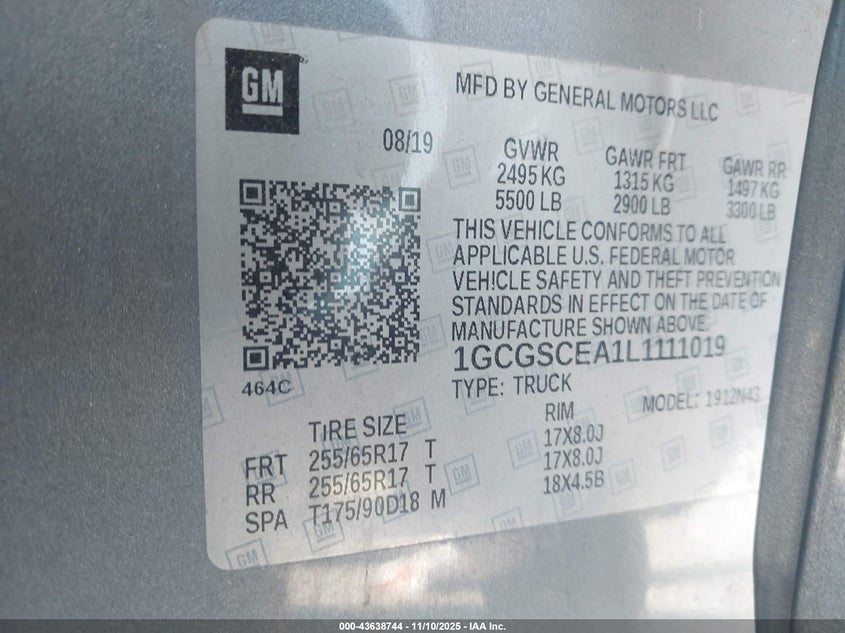 GM
MFD BY GENERAL MOTORS LLC
08/19
GVWR GAWR FRT GAWR RR
2495 KG 1315 KG 1497 KG
5500 LB 2900 LB 3300 LB
THIS VEHICLE CONFORMS TO ALL
APPLICABLE U.S. FEDERAL MOTOR
VEHICLE SAFETY AND THEFT PREVENTION
STANDARDS IN EFFECT ON THE DATE OF
MANUFACTURE SHOWN ABOVE.
1GCGSCEA1L1111019
464C
TYPE: TRUCK MODEL: 1912N43
TIRE SIZE RIM
FRT 255/65R17 T 17X8.0J
RR 255/65R17 T 17X8.0J
SPA T175/90D18 M 18X4.5B
000-43638744 — 11/10/2025 — IAA Inc.